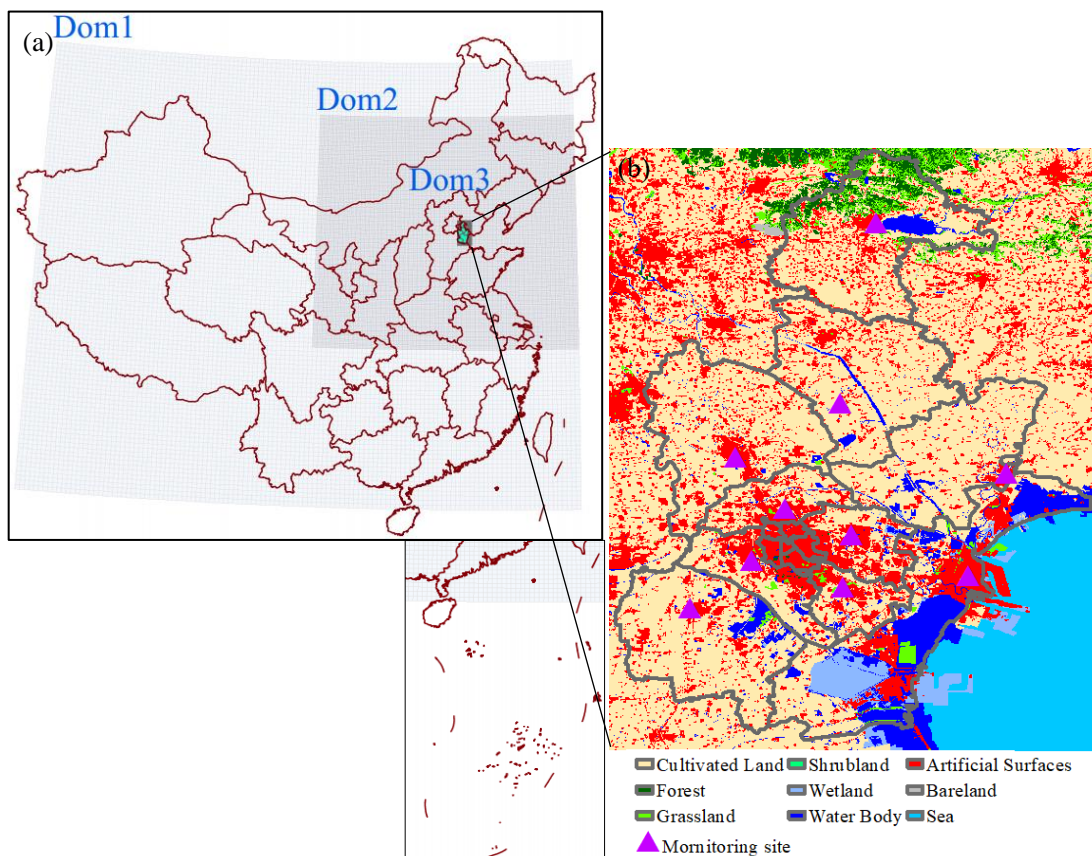 Dom1
(a)
Dom2
Dom3
(b)
Cultivated Land
Shrubland
Artificial Surfaces
Forest
Wetland
Bareland
Grassland
Water Body
Sea
Mornitoring site